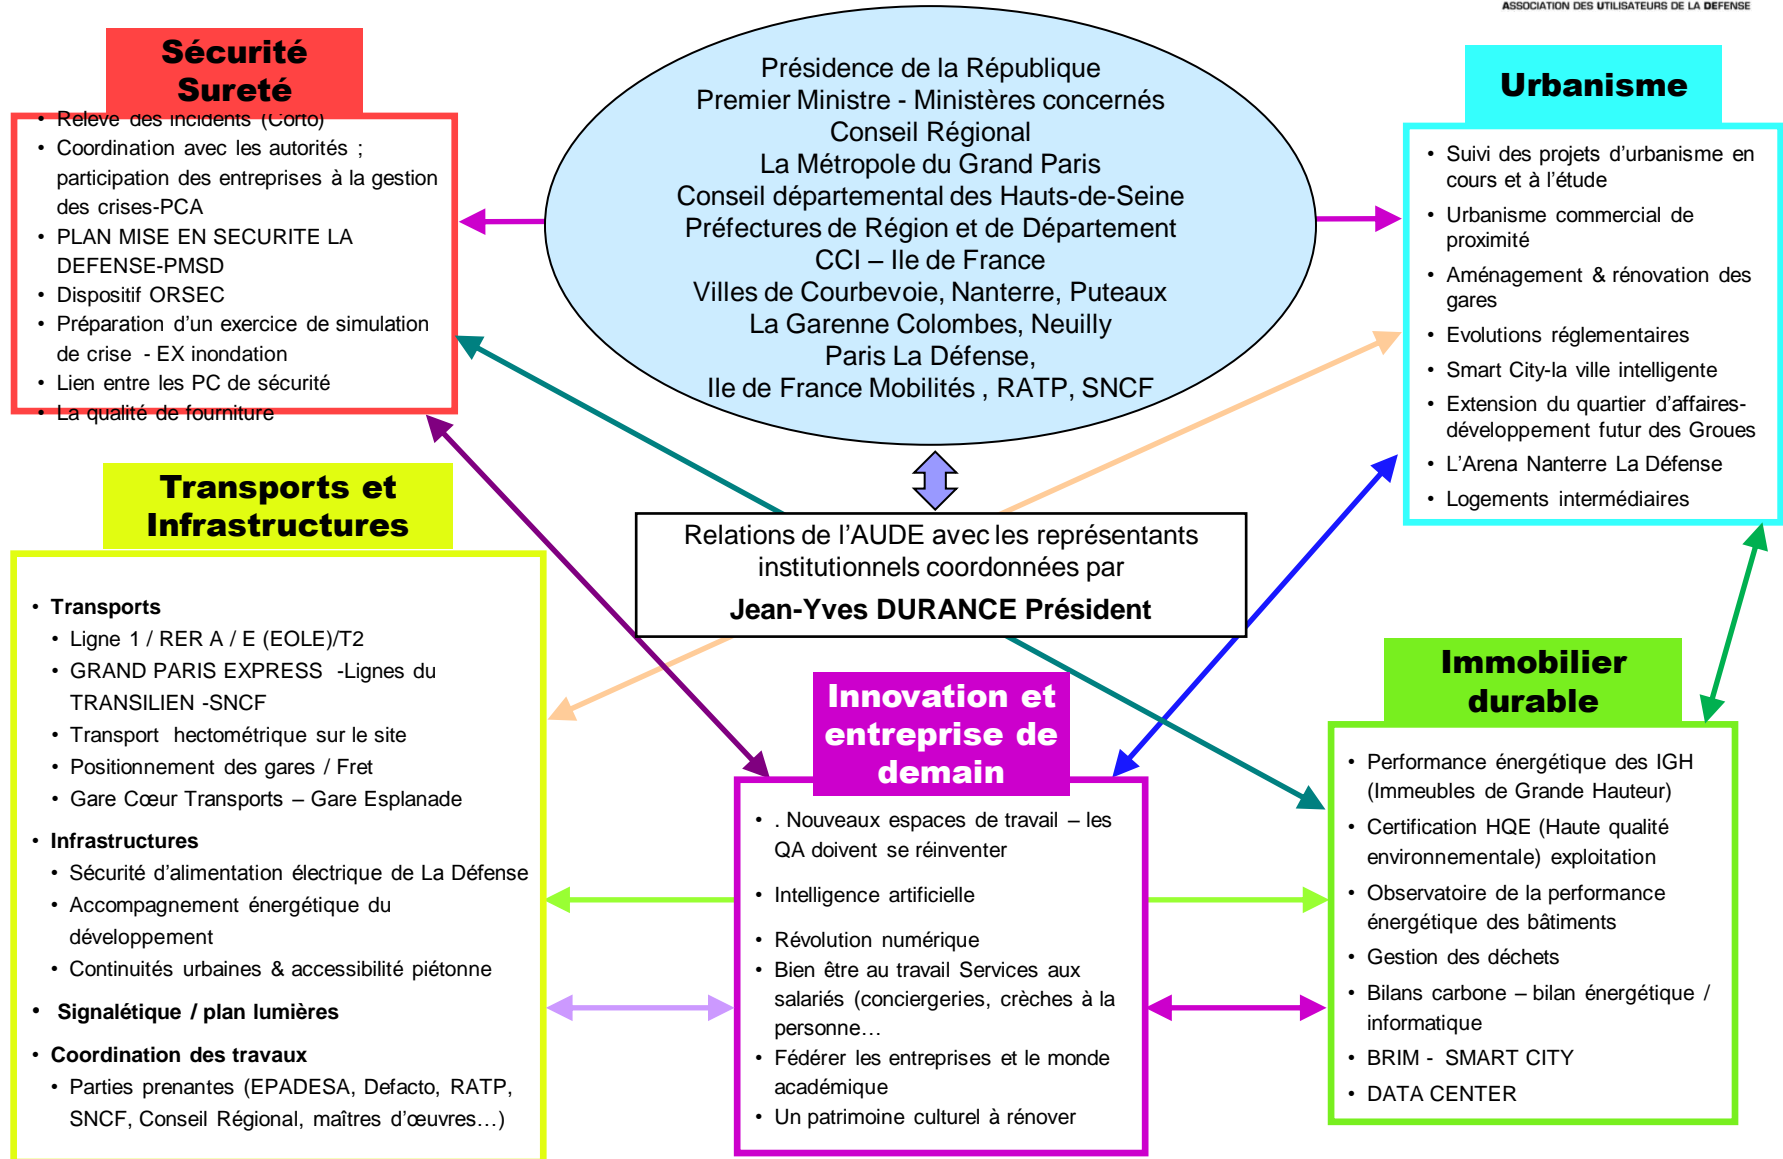 ASSOCIATION DES UTILISATEURS DE LA DEFENSE
Sécurité
Sureté
• Relevé des incidents (Corto)
• Coordination avec les autorités ;
participation des entreprises à la gestion
des crises-PCA
• PLAN MISE EN SECURITE LA
DEFENSE-PMSD
• Dispositif ORSEC
• Préparation d’un exercice de simulation
de crise - EX inondation
• Lien entre les PC de sécurité
• La qualité de fourniture
Présidence de la République
Premier Ministre - Ministères concernés
Conseil Régional
La Métropole du Grand Paris
Conseil départemental des Hauts-de-Seine
Préfectures de Région et de Département
CCI – Ile de France
Villes de Courbevoie, Nanterre, Puteaux
La Garenne Colombes, Neuilly
Paris La Défense,
Ile de France Mobilités , RATP, SNCF
Urbanisme
• Suivi des projets d’urbanisme en
cours et à l’étude
• Urbanisme commercial de
proximité
• Aménagement & rénovation des
gares
• Evolutions réglementaires
• Smart City-la ville intelligente
• Extension du quartier d’affaires-
développement futur des Groues
• L’Arena Nanterre La Défense
• Logements intermédiaires
Relations de l’AUDE avec les représentants
institutionnels coordonnées par
Jean-Yves DURANCE Président
Transports et
Infrastructures
• Transports
• Ligne 1 / RER A / E (EOLE)/T2
• GRAND PARIS EXPRESS -Lignes du
TRANSILIEN -SNCF
• Transport hectométrique sur le site
• Positionnement des gares / Fret
• Gare Cœur Transports – Gare Esplanade
• Infrastructures
• Sécurité d’alimentation électrique de La Défense
• Accompagnement énergétique du
développement
• Continuités urbaines & accessibilité piétonne
• Signalétique / plan lumières
• Coordination des travaux
• Parties prenantes (EPADESA, Defacto, RATP,
SNCF, Conseil Régional, maîtres d’œuvres…)
Innovation et
entreprise de
demain
• . Nouveaux espaces de travail – les
QA doivent se réinventer
• Intelligence artificielle
• Révolution numérique
• Bien être au travail Services aux
salariés (conciergeries, crèches à la
personne…
• Fédérer les entreprises et le monde
académique
• Un patrimoine culturel à rénover
Immobilier
durable
• Performance énergétique des IGH
(Immeubles de Grande Hauteur)
• Certification HQE (Haute qualité
environnementale) exploitation
• Observatoire de la performance
énergétique des bâtiments
• Gestion des déchets
• Bilans carbone – bilan énergétique /
informatique
• BRIM - SMART CITY
• DATA CENTER